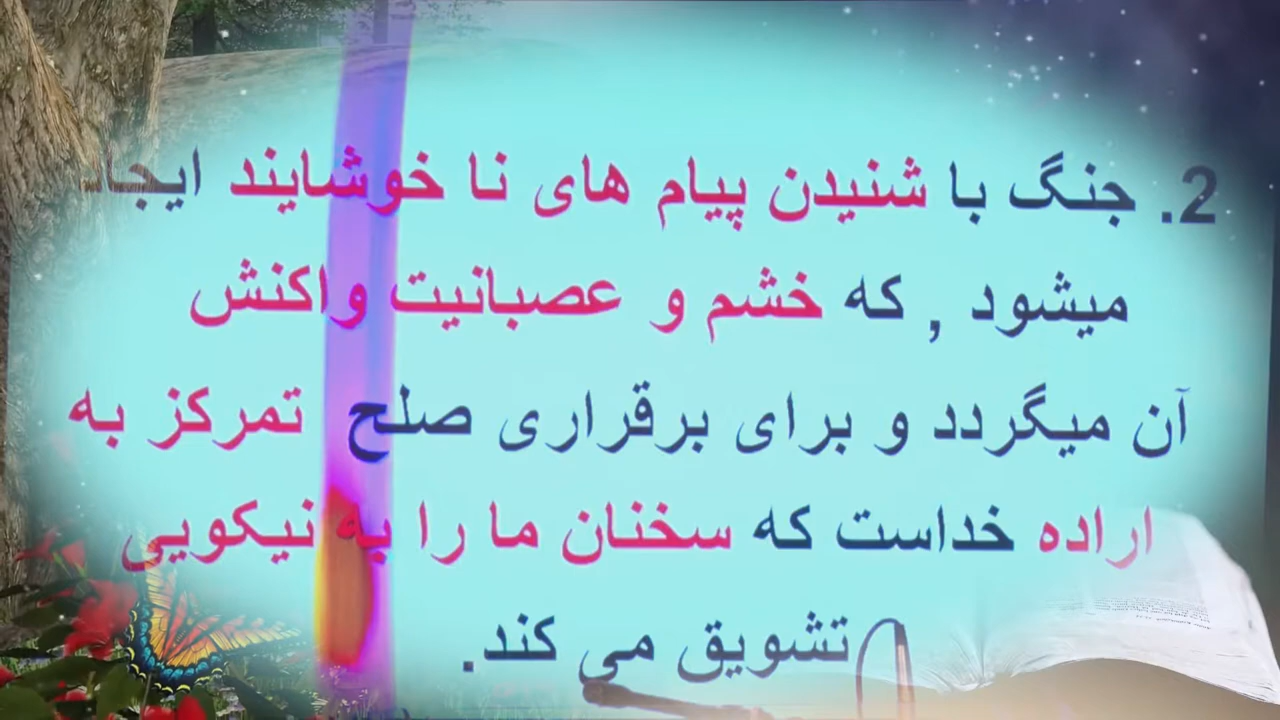 2. جنگ با شنیدن پیام های نا خوشایند ایجاد
میشود , که خشم و عصبانیت واکنش
آن میگردد و برای برقراری صلح تمرکز به
اراده خداست که سخنان ما را به نیکویی
تشویق می کند.